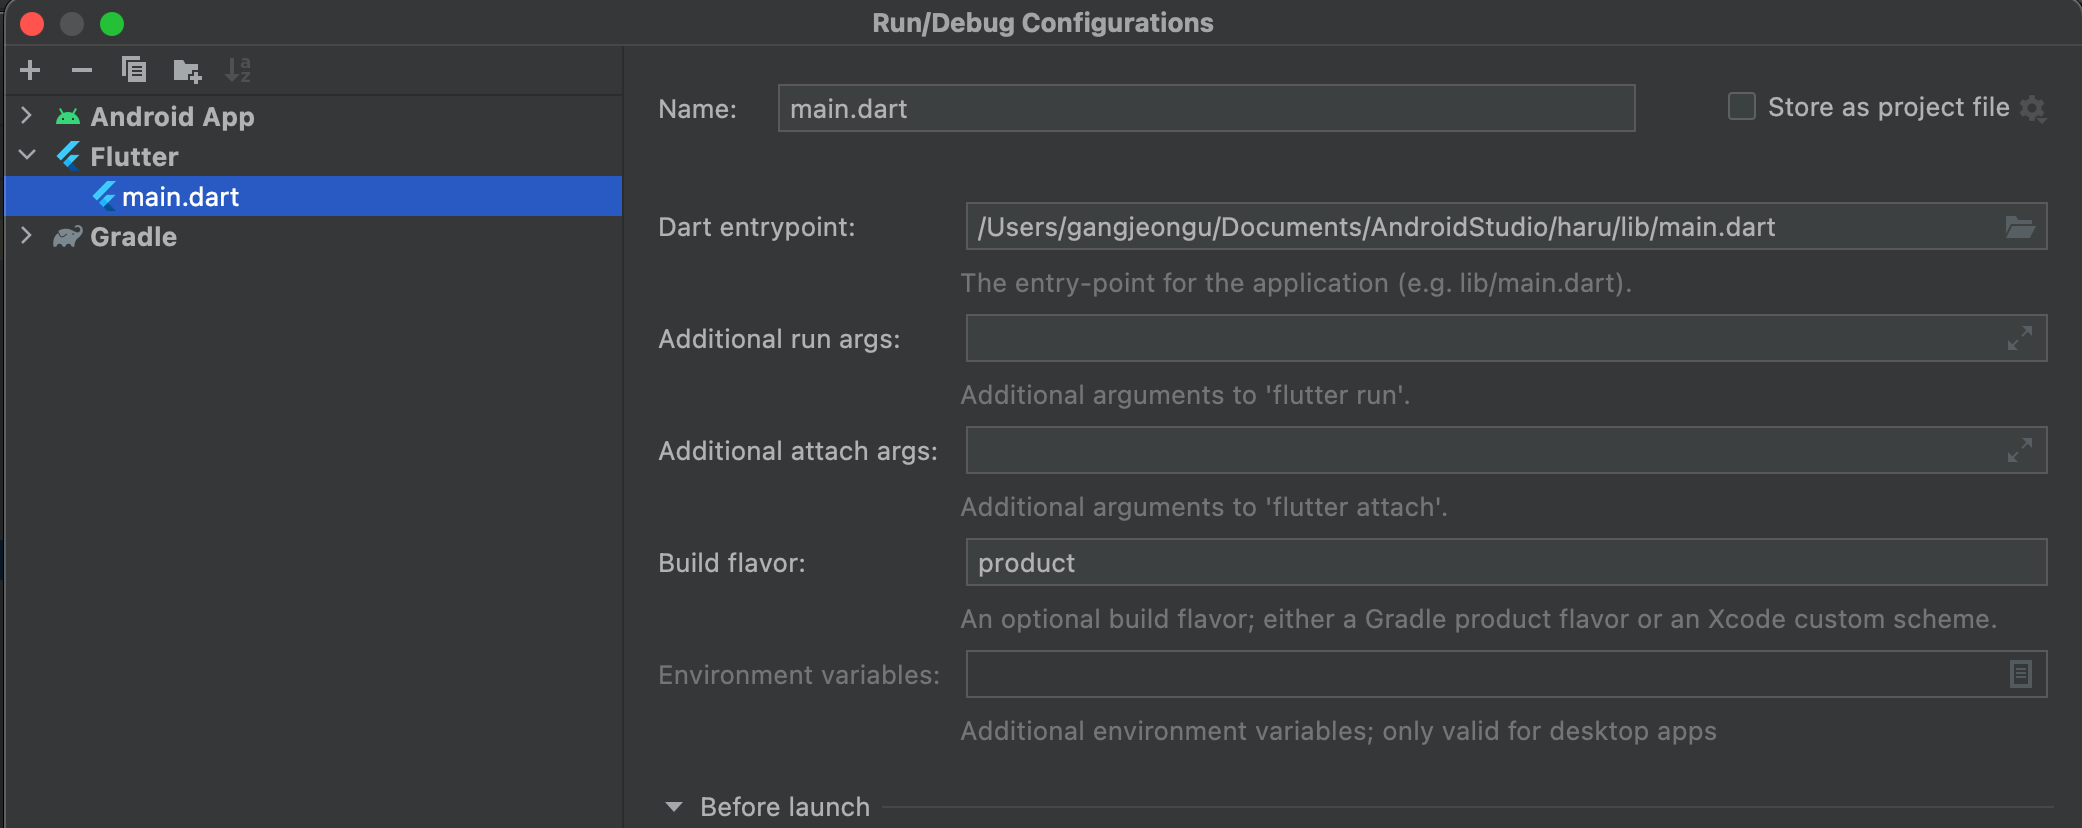 Run/Debug Configurations
Android App
Flutter
main.dart
Gradle
Name: main.dart
Store as project file
Dart entrypoint: /Users/gangjeongu/Documents/AndroidStudio/haru/lib/main.dart
The entry-point for the application (e.g. lib/main.dart).
Additional run args:
Additional arguments to 'flutter run'.
Additional attach args:
Additional arguments to 'flutter attach'.
Build flavor: product
An optional build flavor; either a Gradle product flavor or an Xcode custom scheme.
Environment variables:
Additional environment variables; only valid for desktop apps
Before launch